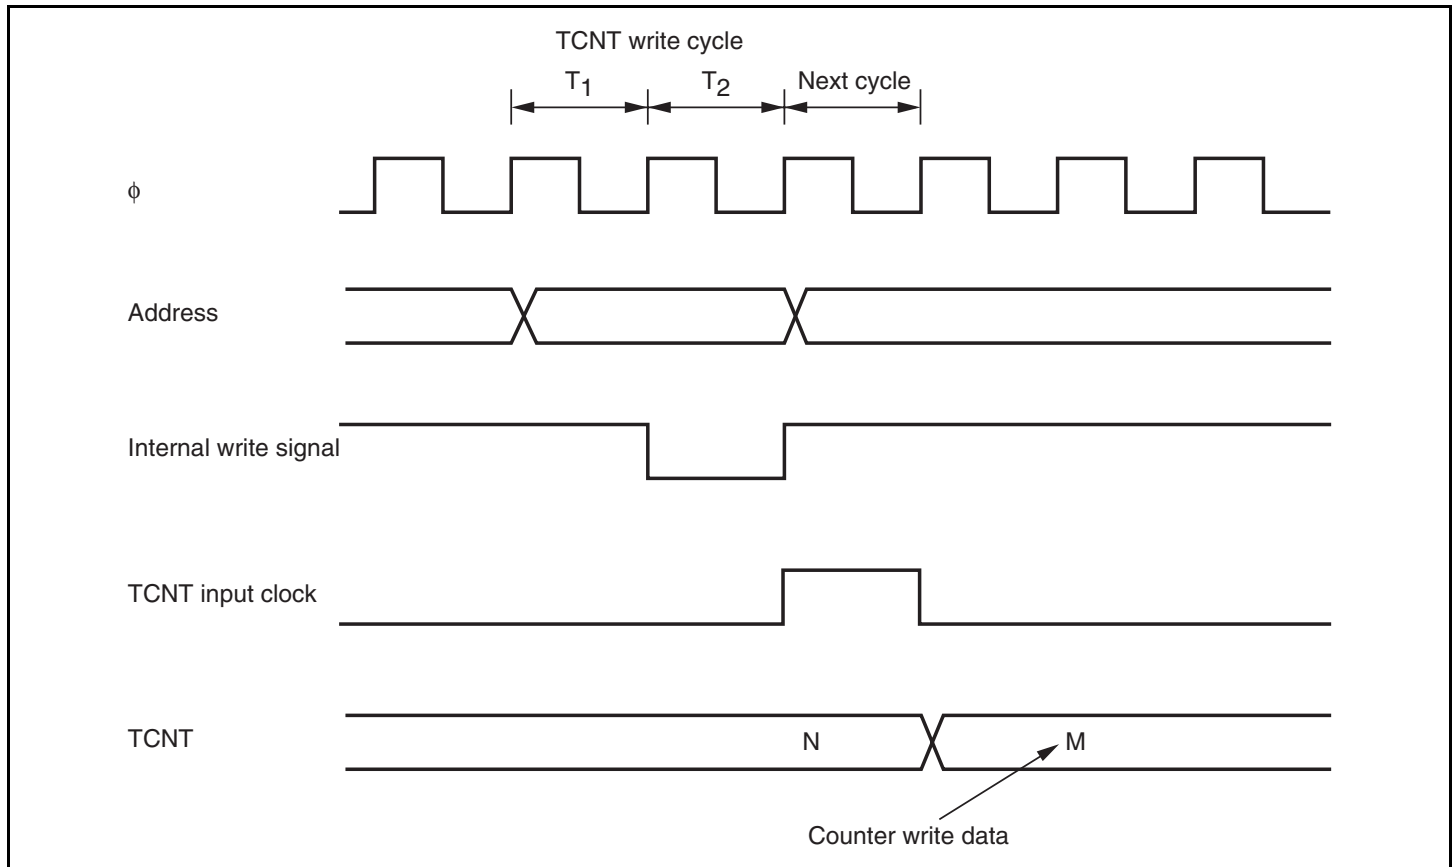 TCNT write cycle
T1 T2 Next cycle
ϕ
Address
Internal write signal
TCNT input clock
TCNT N M
Counter write data